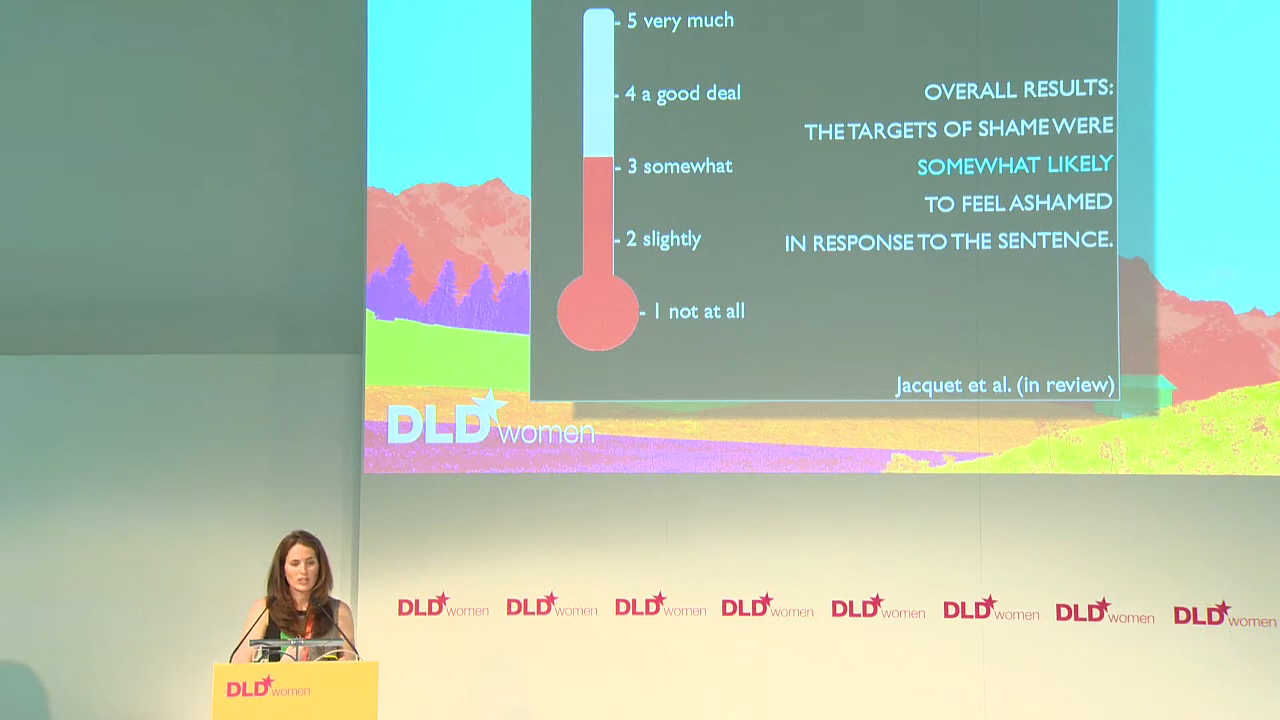 5 very much
4 a good deal
3 somewhat
2 slightly
1 not at all
OVERALL RESULTS:
THE TARGETS OF SHAME WERE
SOMEWHAT LIKELY
TO FEEL ASHAMED
IN RESPONSE TO THE SENTENCE.
Jacquet et al. (in review)
DLD women
DLD women
DLD women
DLD women
DLD women
DLD women
DLD women
DLD women
DLD women
DLD women